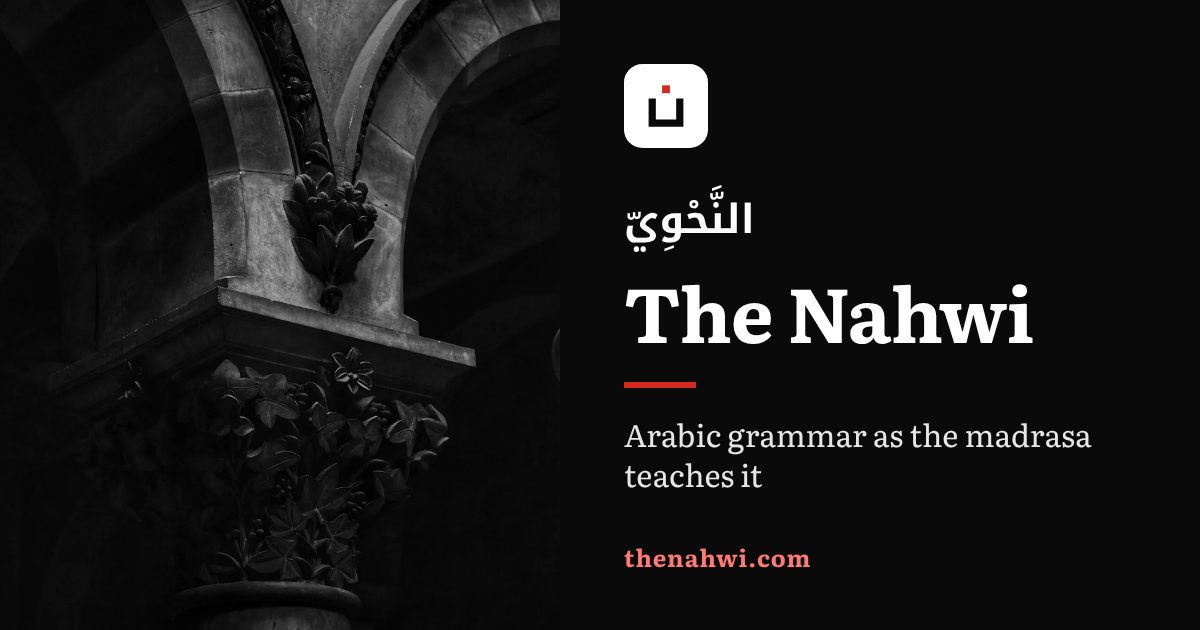 ن
النَّحْوِيّ
The Nahwi
Arabic grammar as the madrasa
teaches it
thenahwi.com